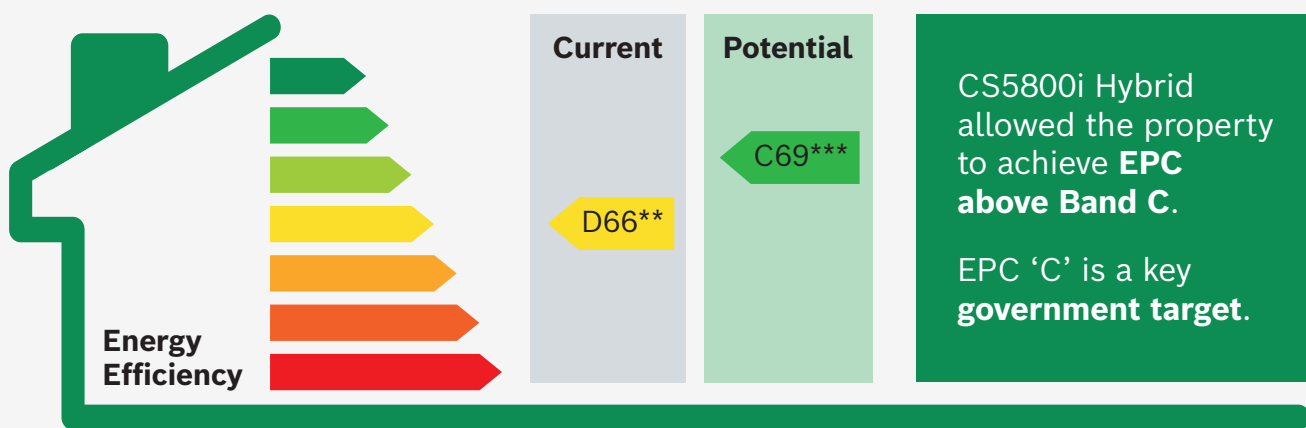 Energy
Efficiency
Current
D66**
Potential
C69***
CS5800i Hybrid
allowed the property
to achieve EPC
above Band C.
EPC ‘C’ is a key
government target.